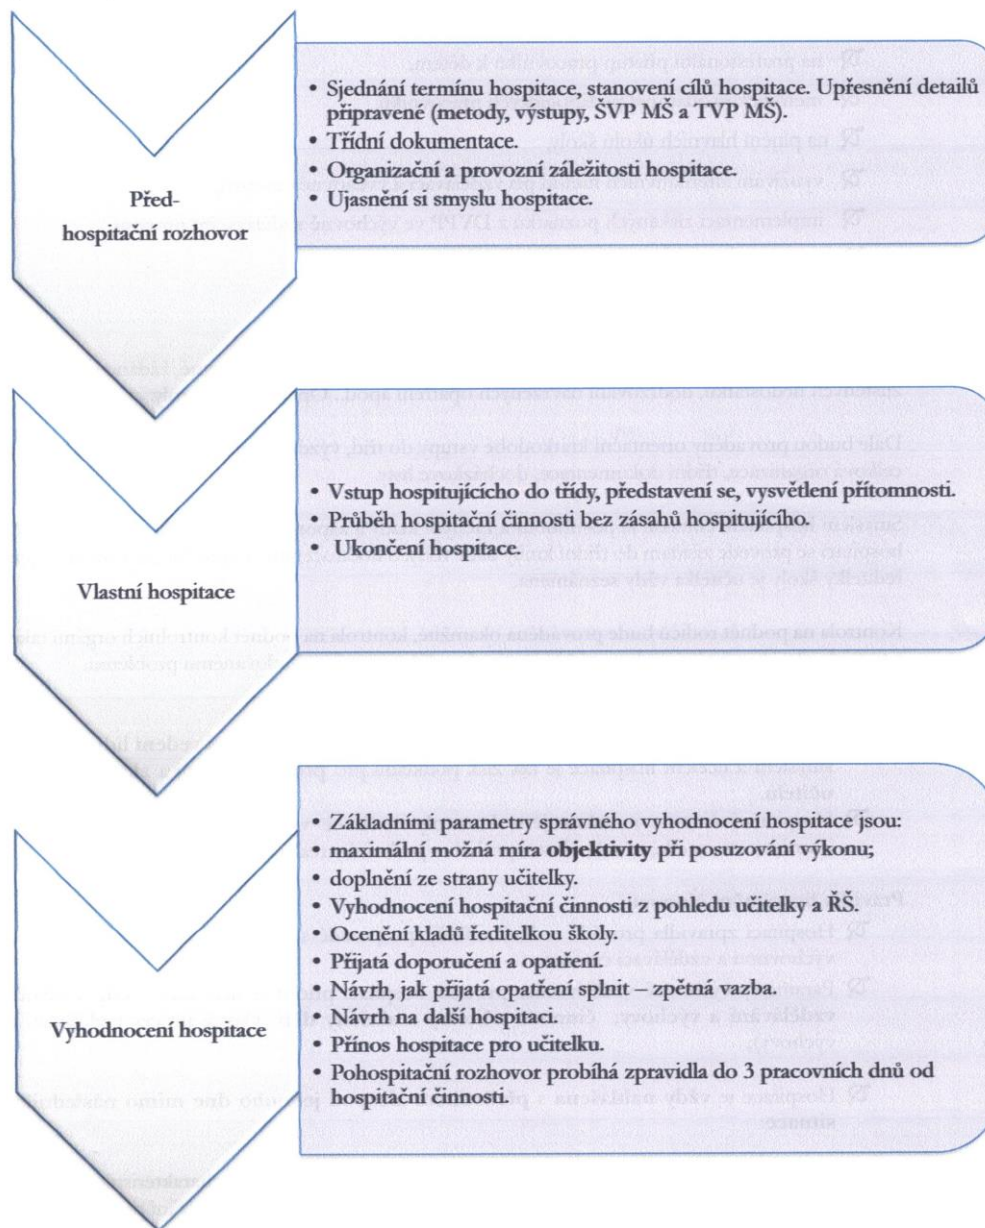 Před-
hospitační rozhovor
• Sjednání termínu hospitace, stanovení cílů hospitace. Upřesnění detailů
připravené (metody, výstupy, ŠVP MŠ a TVP MŠ).
• Třídní dokumentace.
• Organizační a provozní záležitosti hospitace.
• Ujasnění si smyslu hospitace.
Vlastní hospitace
• Vstup hospitujícícho do třídy, představení se, vysvětlení přítomnosti.
• Průběh hospitační činnosti bez zásahů hospitujícího.
• Ukončení hospitace.
Vyhodnocení hospitace
• Základními parametry správného vyhodnocení hospitace jsou:
• maximální možná míra objektivity při posuzování výkonu;
• doplnění ze strany učitelky.
• Vyhodnocení hospitační činnosti z pohledu učitelky a ŘŠ.
• Ocenění kladů ředitelkou školy.
• Přijatá doporučení a opatření.
• Návrh, jak přijatá opatření splnit – zpětná vazba.
• Návrh na další hospitaci.
• Přínos hospitace pro učitelku.
• Pohospitační rozhovor probíhá zpravidla do 3 pracovních dnů od
hospitační činnosti.